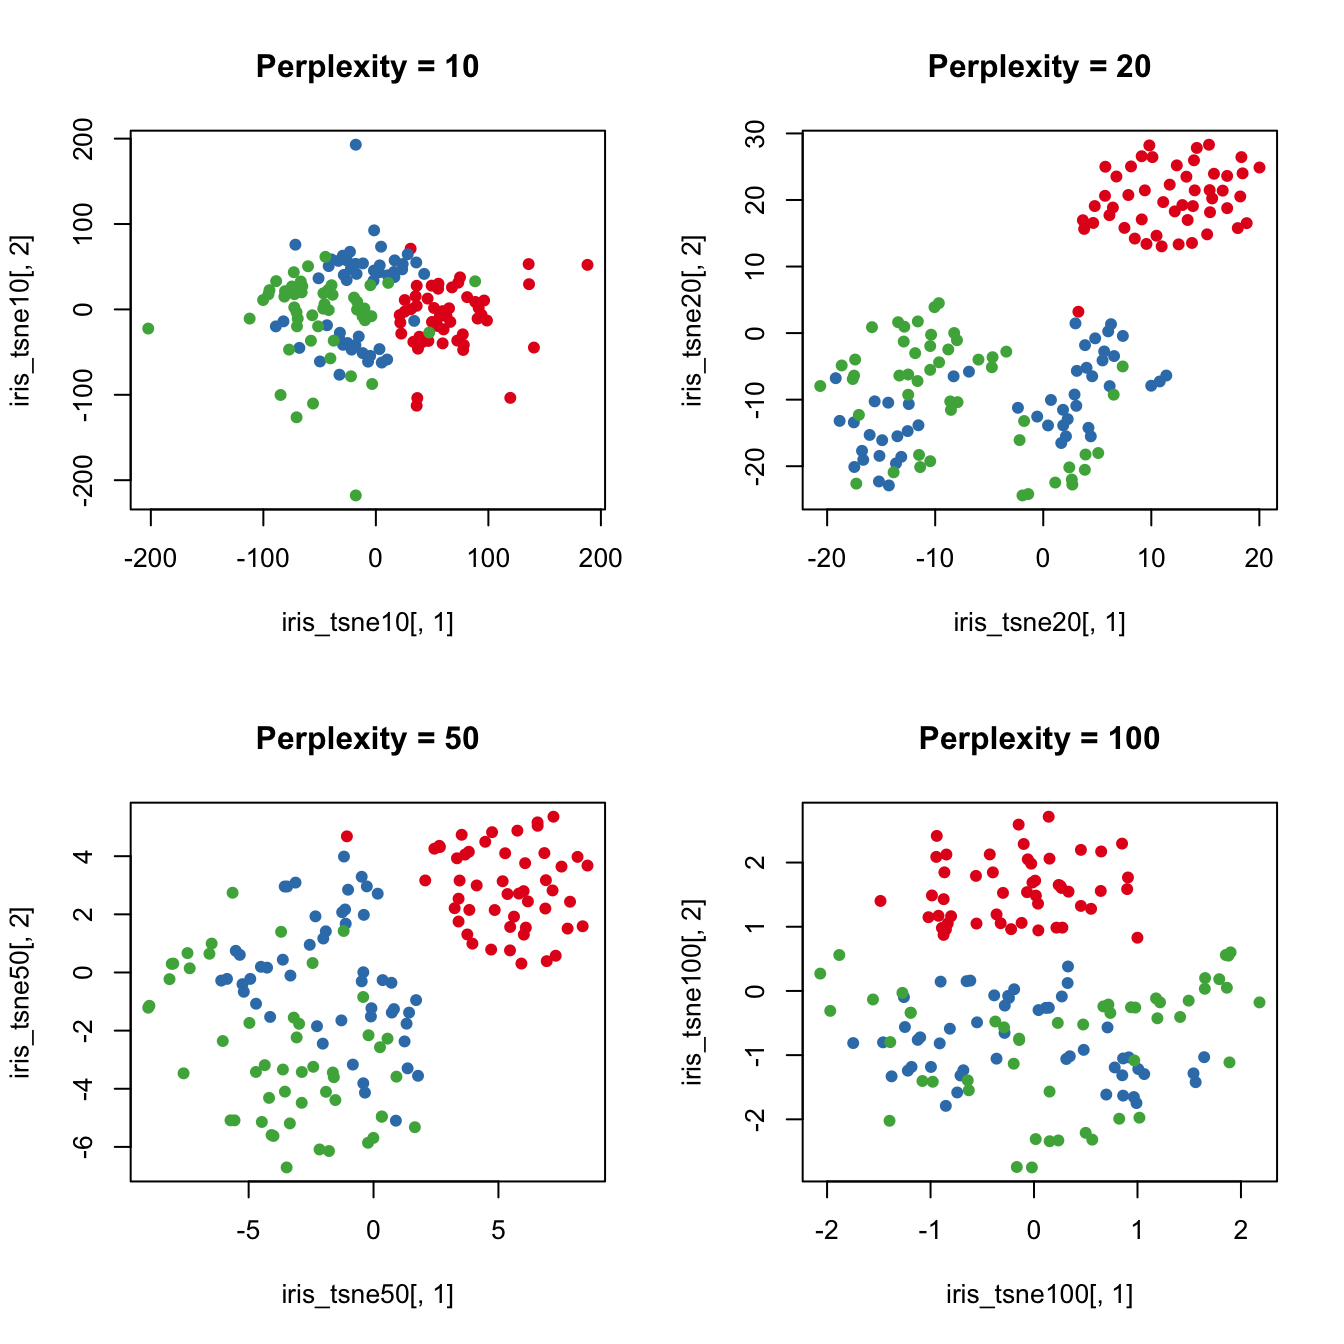 Perplexity = 10
200
100
0
-100
-200
iris_tsne10[, 2]
-200 -100 0 100 200
iris_tsne10[, 1]
Perplexity = 20
30
20
10
0
-10
-20
iris_tsne20[, 2]
-20 -10 0 10 20
iris_tsne20[, 1]
Perplexity = 50
4
2
0
-2
-4
-6
iris_tsne50[, 2]
-5 0 5
iris_tsne50[, 1]
Perplexity = 100
2
1
0
-1
-2
iris_tsne100[, 2]
-2 -1 0 1 2
iris_tsne100[, 1]